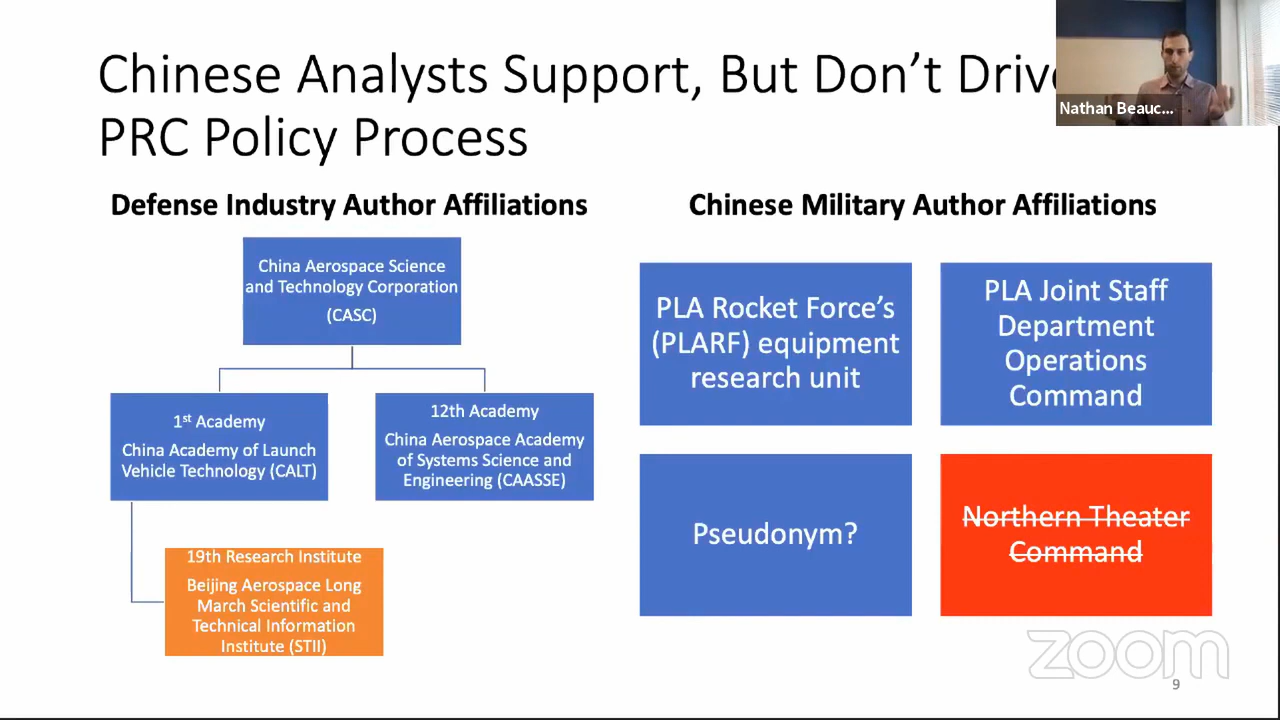 Chinese Analysts Support, But Don't Drive
PRC Policy Process
Nathan Beauc...
Defense Industry Author Affiliations
China Aerospace Science
and Technology Corporation
(CASC)
1st Academy
China Academy of Launch
Vehicle Technology (CALT)
12th Academy
China Aerospace Academy
of Systems Science and
Engineering (CAASSE)
19th Research Institute
Beijing Aerospace Long
March Scientific and
Technical Information
Institute (STII)
Chinese Military Author Affiliations
PLA Rocket Force's
(PLARF) equipment
research unit
PLA Joint Staff
Department
Operations
Command
Pseudonym?
Northern Theater
Command
zoom
9